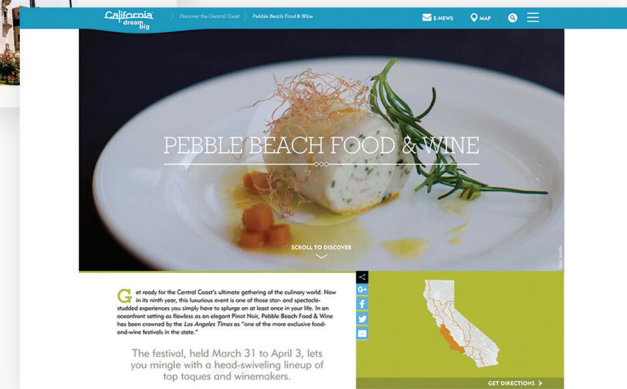 California
dream
big
Discover the Central Coast
Pebble Beach Food & Wine
E-NEWS
MAP
PEBBLE BEACH FOOD & WINE
SCROLL TO DISCOVER
Get ready for the Central Coast's ultimate gathering of the culinary world. Now
in its ninth year, this luxurious event is one of those star- and spectacle-
studded experiences you simply have to splurge on at least once in your life. In an
oceanfront setting as flawless as an elegant Pinot Noir, Pebble Beach Food & Wine
has been crowned by the Los Angeles Times as "one of the more exclusive food-
and-wine festivals in the state."
The festival, held March 31 to April 3, lets
you mingle with a head-swiveling lineup of
top toques and winemakers.
G+
GET DIRECTIONS